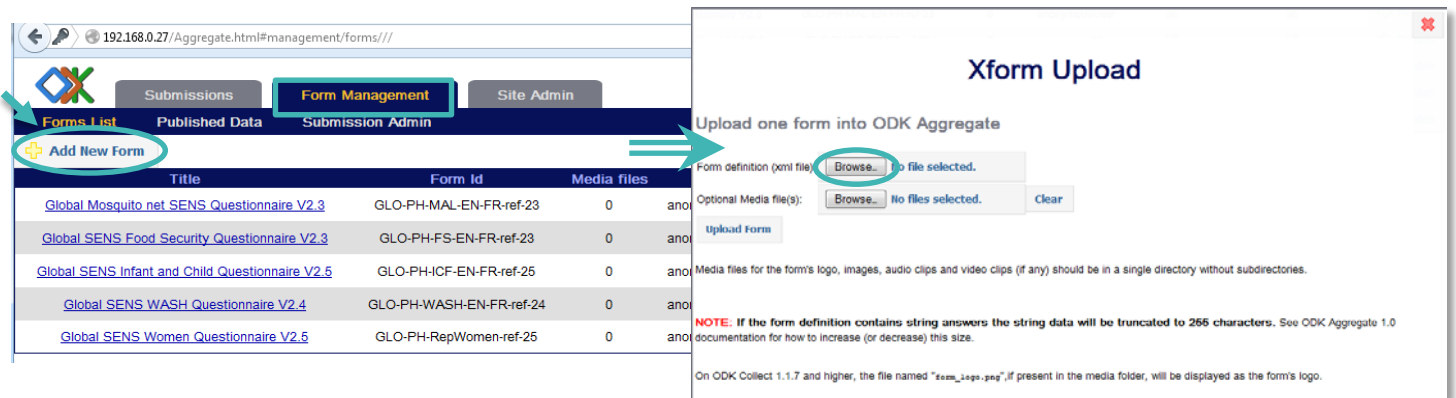 192.168.0.27/Aggregate.html#management/forms///
ODK
Submissions
Form Management
Site Admin
Forms List
Published Data
Submission Admin
Add New Form
Title Form Id Media files
Global Mosquito net SENS Questionnaire V2.3 GLO-PH-MAL-EN-FR-ref-23 0
Global SENS Food Security Questionnaire V2.3 GLO-PH-FS-EN-FR-ref-23 0
Global SENS Infant and Child Questionnaire V2.5 GLO-PH-ICF-EN-FR-ref-25 0
Global SENS WASH Questionnaire V2.4 GLO-PH-WASH-EN-FR-ref-24 0
Global SENS Women Questionnaire V2.5 GLO-PH-RepWomen-ref-25 0
Xform Upload
Upload one form into ODK Aggregate
Form definition (xml file) Browse... No file selected.
Optional Media file(s): Browse... No files selected. Clear
Upload Form
Media files for the form's logo, images, audio clips and video clips (if any) should be in a single directory without subdirectories.
NOTE: If the form definition contains string answers the string data will be truncated to 255 characters. See ODK Aggregate 1.0
documentation for how to increase (or decrease) this size.
On ODK Collect 1.1.7 and higher, the file named "form_logo.png",if present in the media folder, will be displayed as the form's logo.